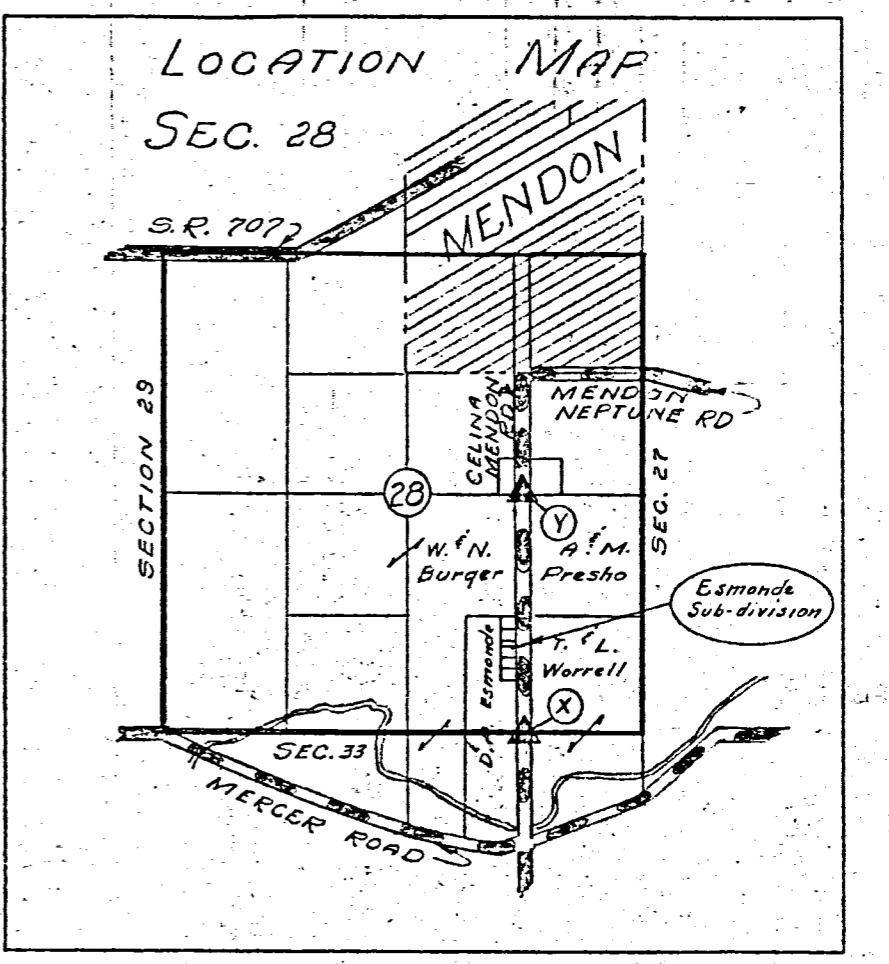 LOCATION MAP
SEC. 28
MENDON
S.R. 707
MENDON
NEPTUNE RD
CELINA
MENDON
RD.
SECTION 29
SEC. 27
28
Y
W. & N.
Burger
A. & M.
Presho
Esmonde
Sub-division
T. & L.
Worrell
D.A. Esmonde
X
SEC. 33
MERCER ROAD